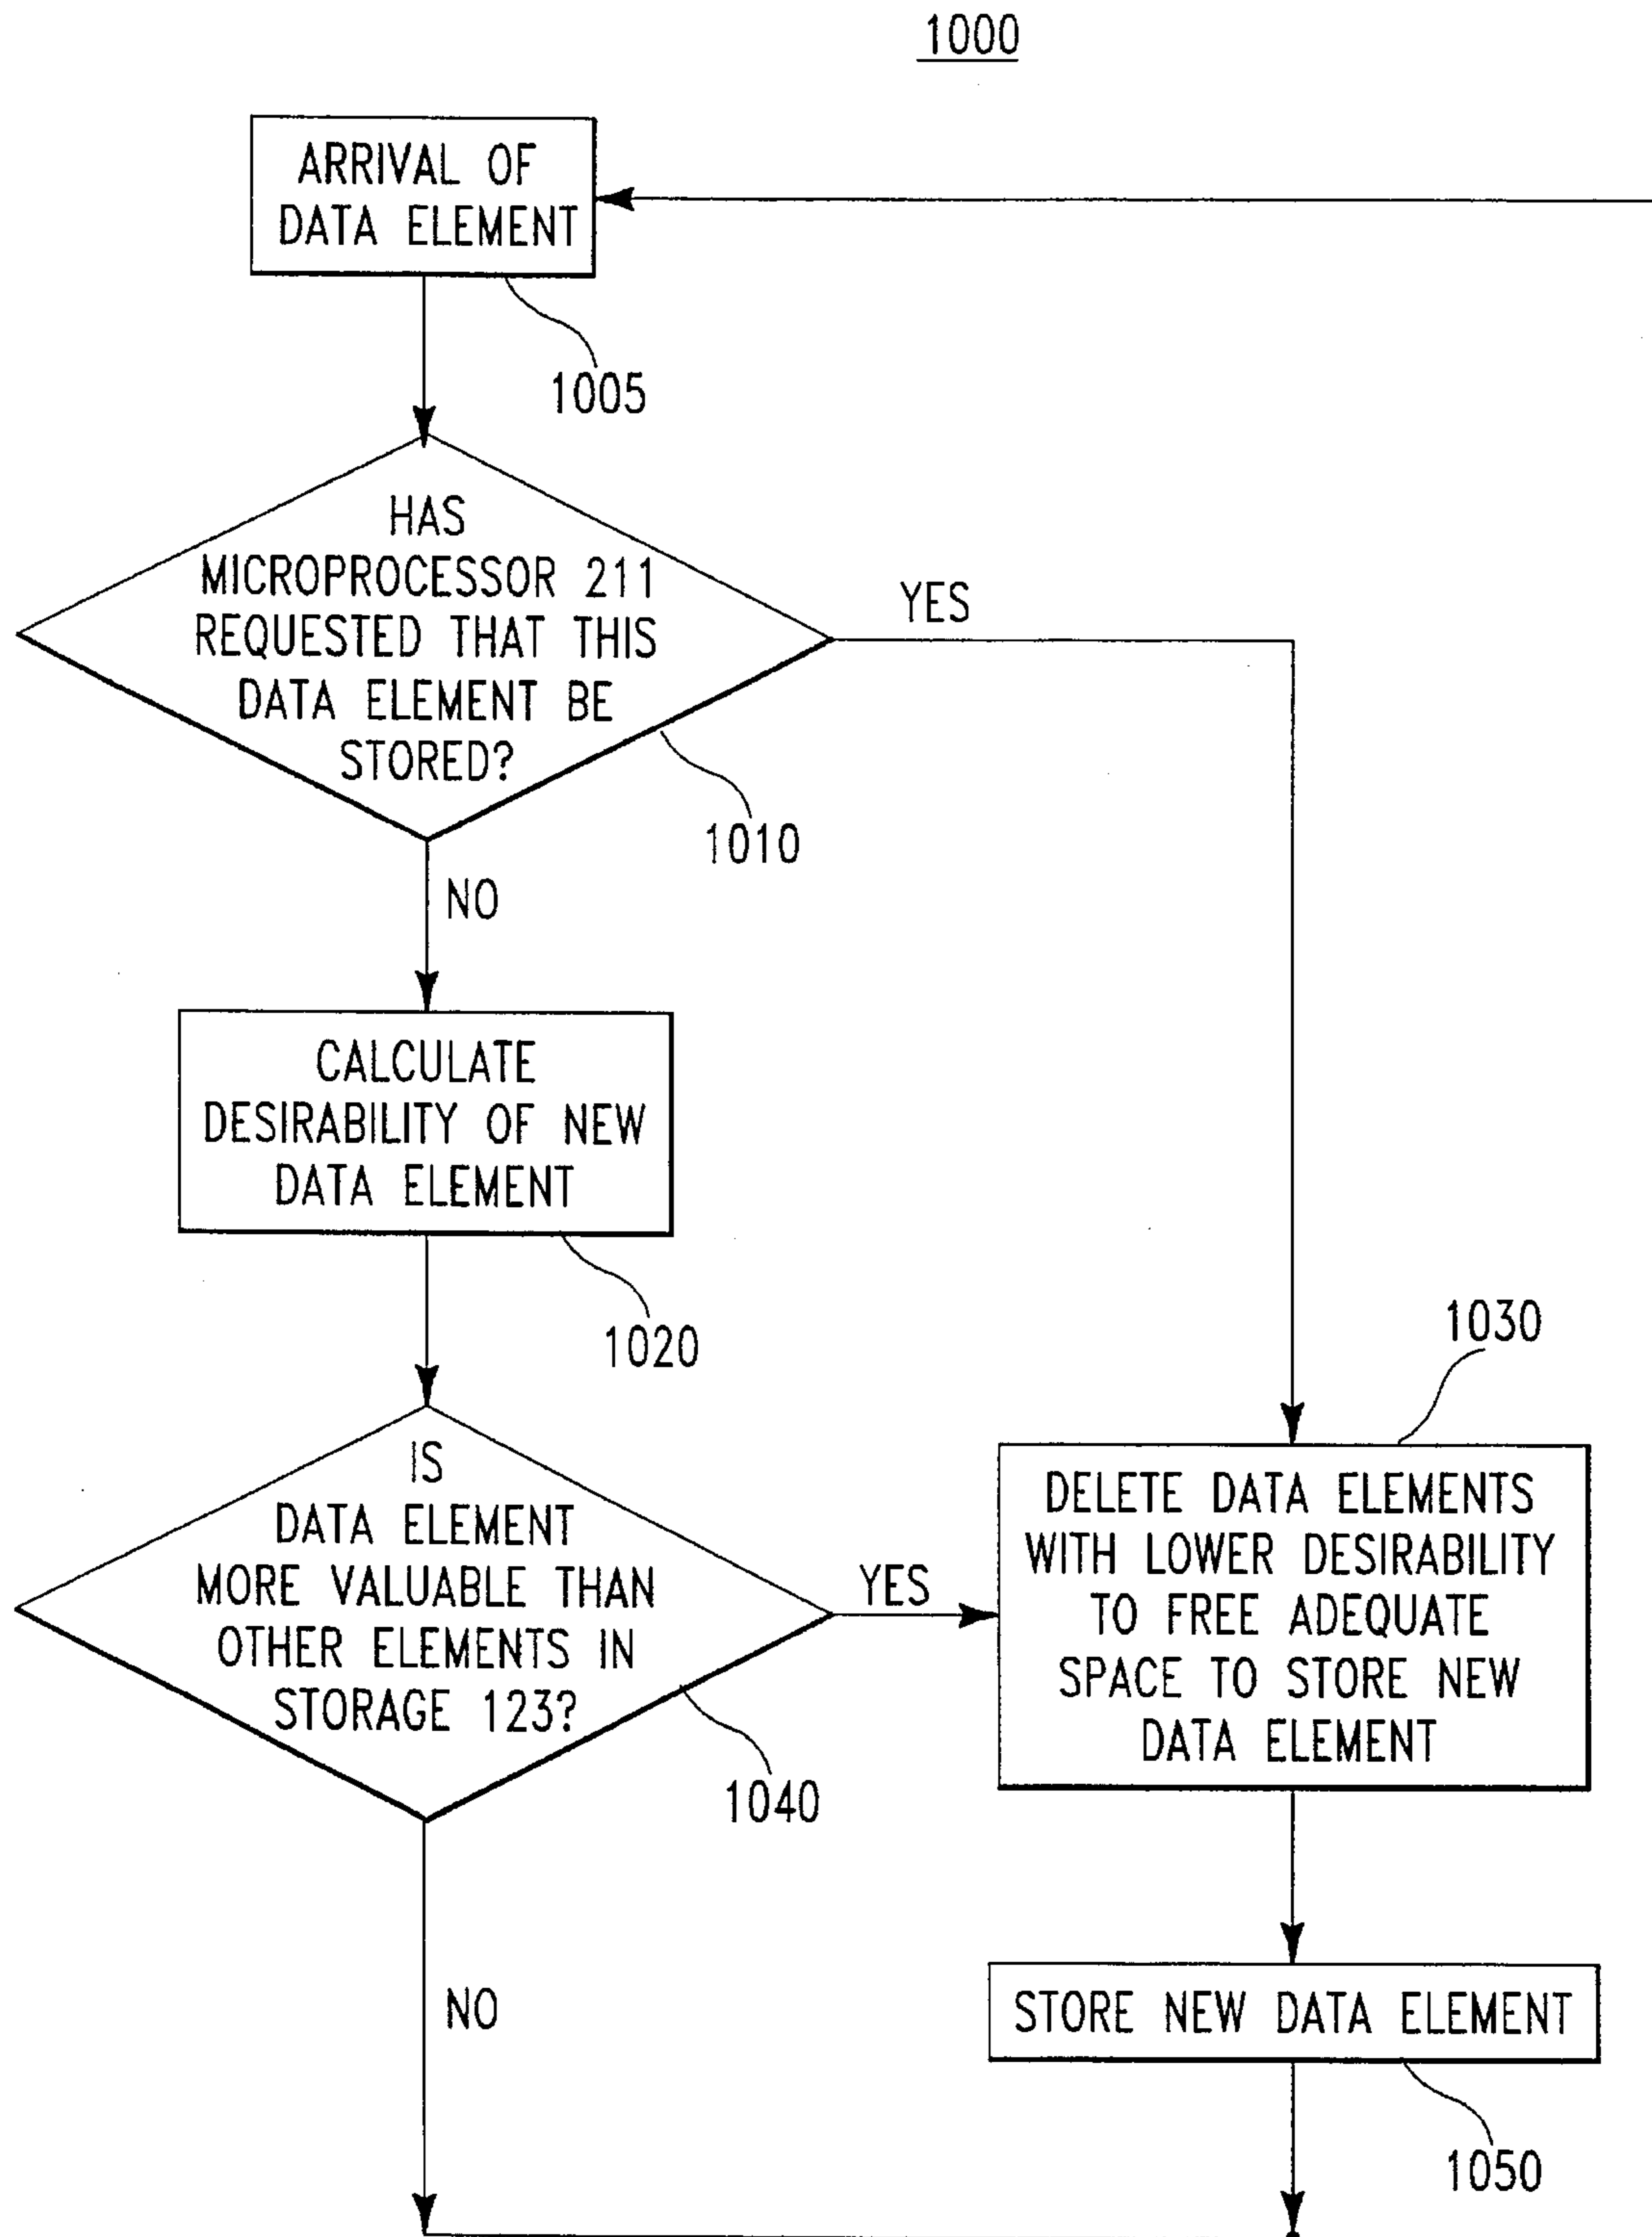 1000
ARRIVAL OF
DATA ELEMENT
1005
HAS
MICROPROCESSOR 211
REQUESTED THAT THIS
DATA ELEMENT BE
STORED?
YES
1010
NO
CALCULATE
DESIRABILITY OF NEW
DATA ELEMENT
1020
1030
IS
DATA ELEMENT
MORE VALUABLE THAN
OTHER ELEMENTS IN
STORAGE 123?
YES
1040
DELETE DATA ELEMENTS
WITH LOWER DESIRABILITY
TO FREE ADEQUATE
SPACE TO STORE NEW
DATA ELEMENT
NO
STORE NEW DATA ELEMENT
1050